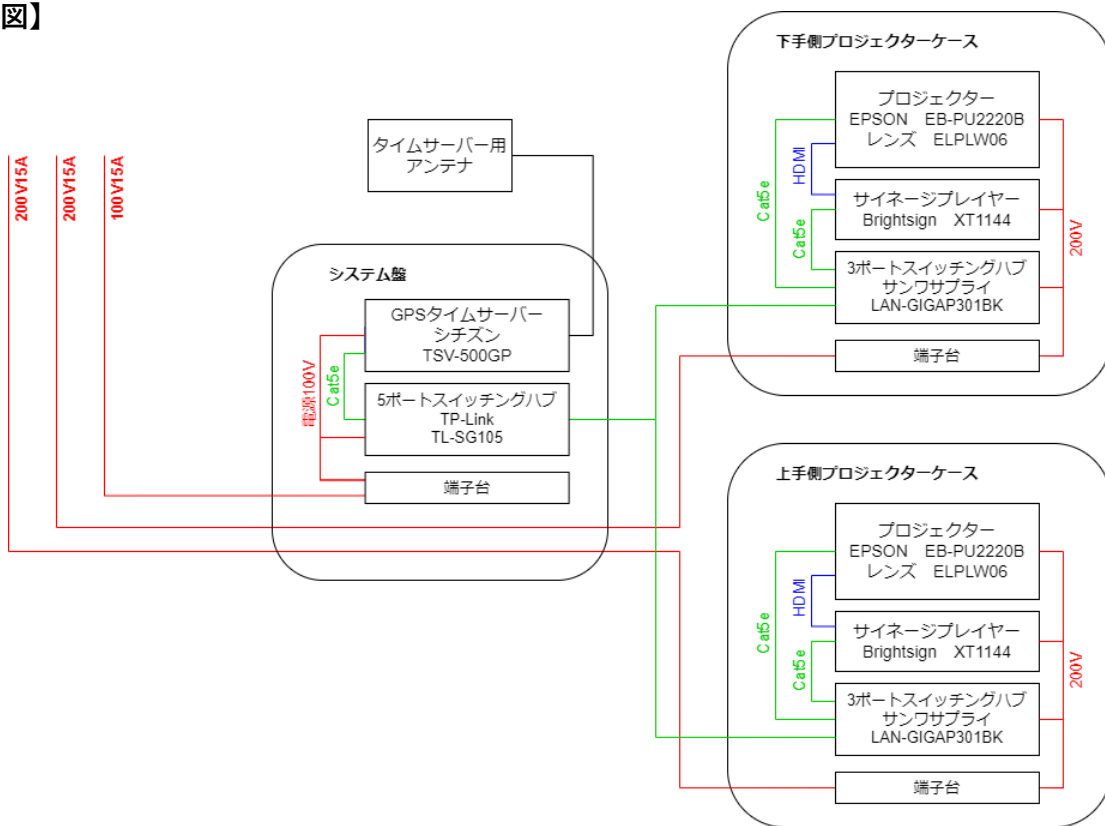 図】
200V15A
200V15A
100V15A
タイムサーバー用
アンテナ
システム盤
GPSタイムサーバー
シチズン
TSV-500GP
電源100V
Cat5e
5ポートスイッチングハブ
TP-Link
TL-SG105
端子台
下手側プロジェクターケース
プロジェクター
EPSON　EB-PU2220B
レンズ　ELPLW06
HDMI
Cat5e
サイネージプレイヤー
Brightsign　XT1144
Cat5e
200V
3ポートスイッチングハブ
サンワサプライ
LAN-GIGAP301BK
端子台
上手側プロジェクターケース
プロジェクター
EPSON　EB-PU2220B
レンズ　ELPLW06
HDMI
Cat5e
サイネージプレイヤー
Brightsign　XT1144
Cat5e
200V
3ポートスイッチングハブ
サンワサプライ
LAN-GIGAP301BK
端子台